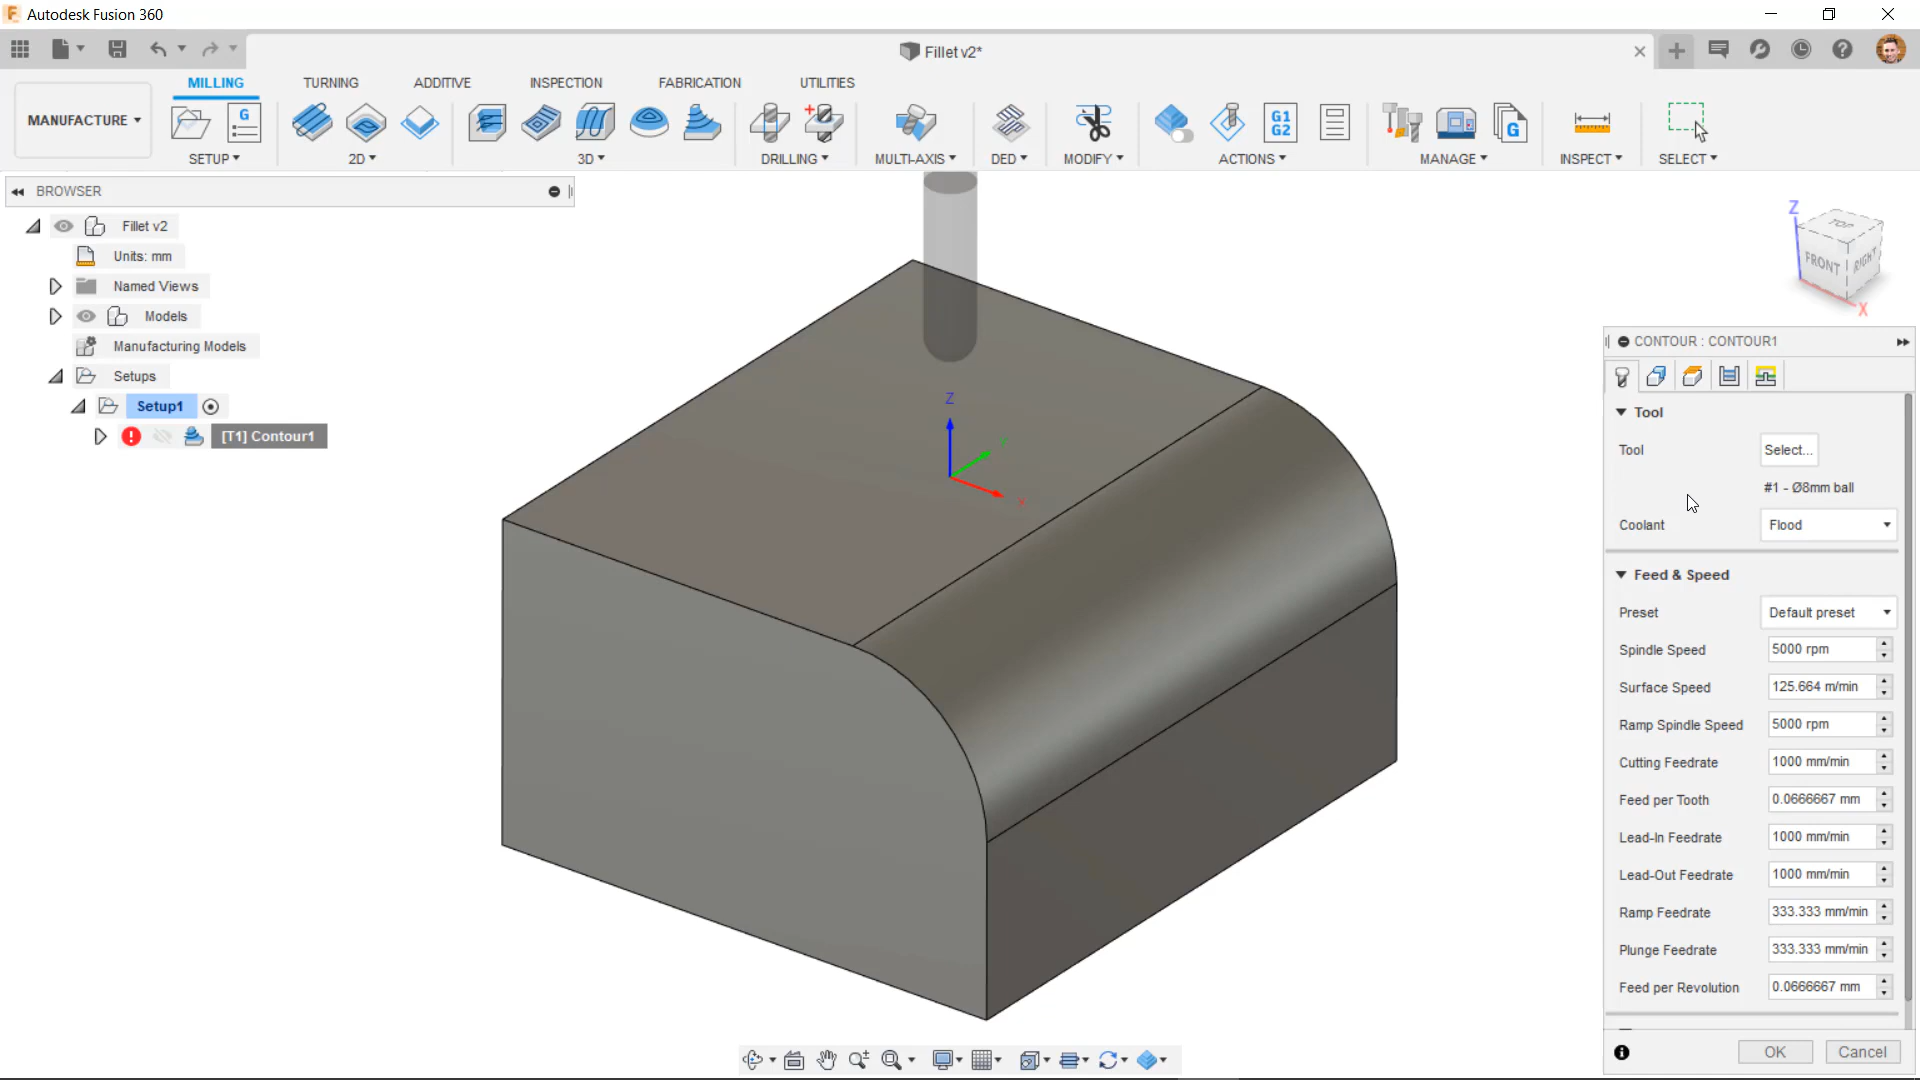 Autodesk Fusion 360
Fillet v2*
MILLING TURNING ADDITIVE INSPECTION FABRICATION UTILITIES
MANUFACTURE
G
G1
G2
G
SETUP 2D 3D DRILLING MULTI-AXIS DED MODIFY ACTIONS MANAGE INSPECT SELECT
BROWSER
Fillet v2
Units: mm
Named Views
Models
Manufacturing Models
Setups
Setup1
[T1] Contour1
Z
TOP
FRONT
RIGHT
X
Z
Y
X
CONTOUR : CONTOUR1
Tool
Tool Select...
#1 - Ø8mm ball
Coolant Flood
Feed & Speed
Preset Default preset
Spindle Speed 5000 rpm
Surface Speed 125.664 m/min
Ramp Spindle Speed 5000 rpm
Cutting Feedrate 1000 mm/min
Feed per Tooth 0.0666667 mm
Lead-In Feedrate 1000 mm/min
Lead-Out Feedrate 1000 mm/min
Ramp Feedrate 333.333 mm/min
Plunge Feedrate 333.333 mm/min
Feed per Revolution 0.0666667 mm
OK Cancel